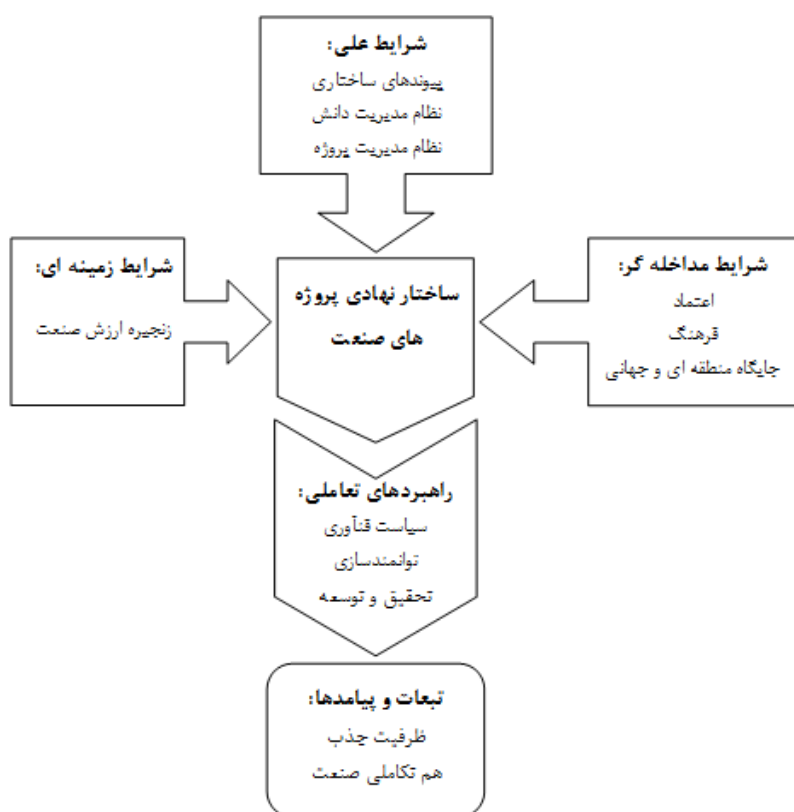 شرایط علی:
پیوندهای ساختاری
نظام مدیریت دانش
نظام مدیریت پروژه
شرایط مداخله گر:
اعتماد
فرهنگ
جایگاه منطقه ای و جهانی
ساختار نهادی پروژه
های صنعت
شرایط زمینه ای:
زنجیره ارزش صنعت
راهبردهای تعاملی:
سیاست فنآوری
توانمندسازی
تحقیق و توسعه
تبعات و پیامدها:
ظرفیت جذب
هم تکاملی صنعت